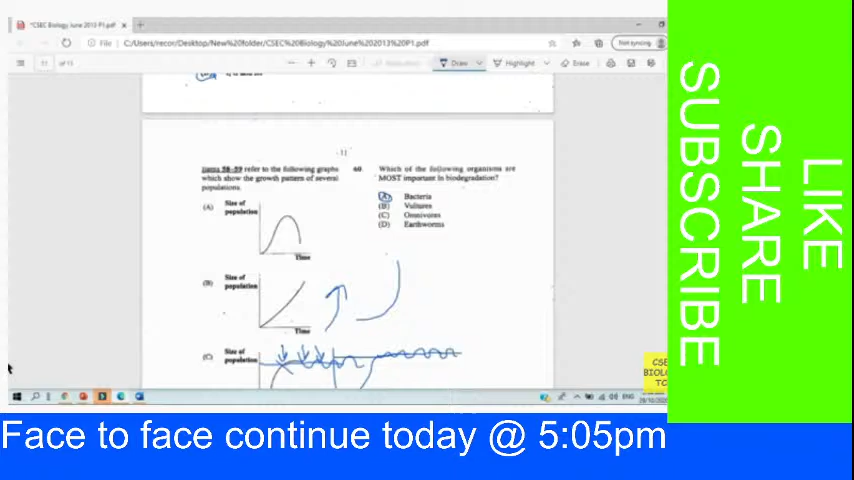 *CSEC Biology June 2013 P1.pdf
File C:/Users/recor/Desktop/New%20folder/CSEC%20Biology%20June%202013%20P1.pdf
Not syncing
11 of 13
Draw
Highlight
Erase
- 11
Items 58-59 refer to the following graphs
which show the growth pattern of several
populations.
(A) Size of
population
Time
(B) Size of
population
Time
(C) Size of
population
60 Which of the following organisms are
MOST important in biodegradation?
(A) Bacteria
(B) Vultures
(C) Omnivores
(D) Earthworms
ENG
LIKE
SHARE
SUBSCRIBE
Face to face continue today @ 5:05pm